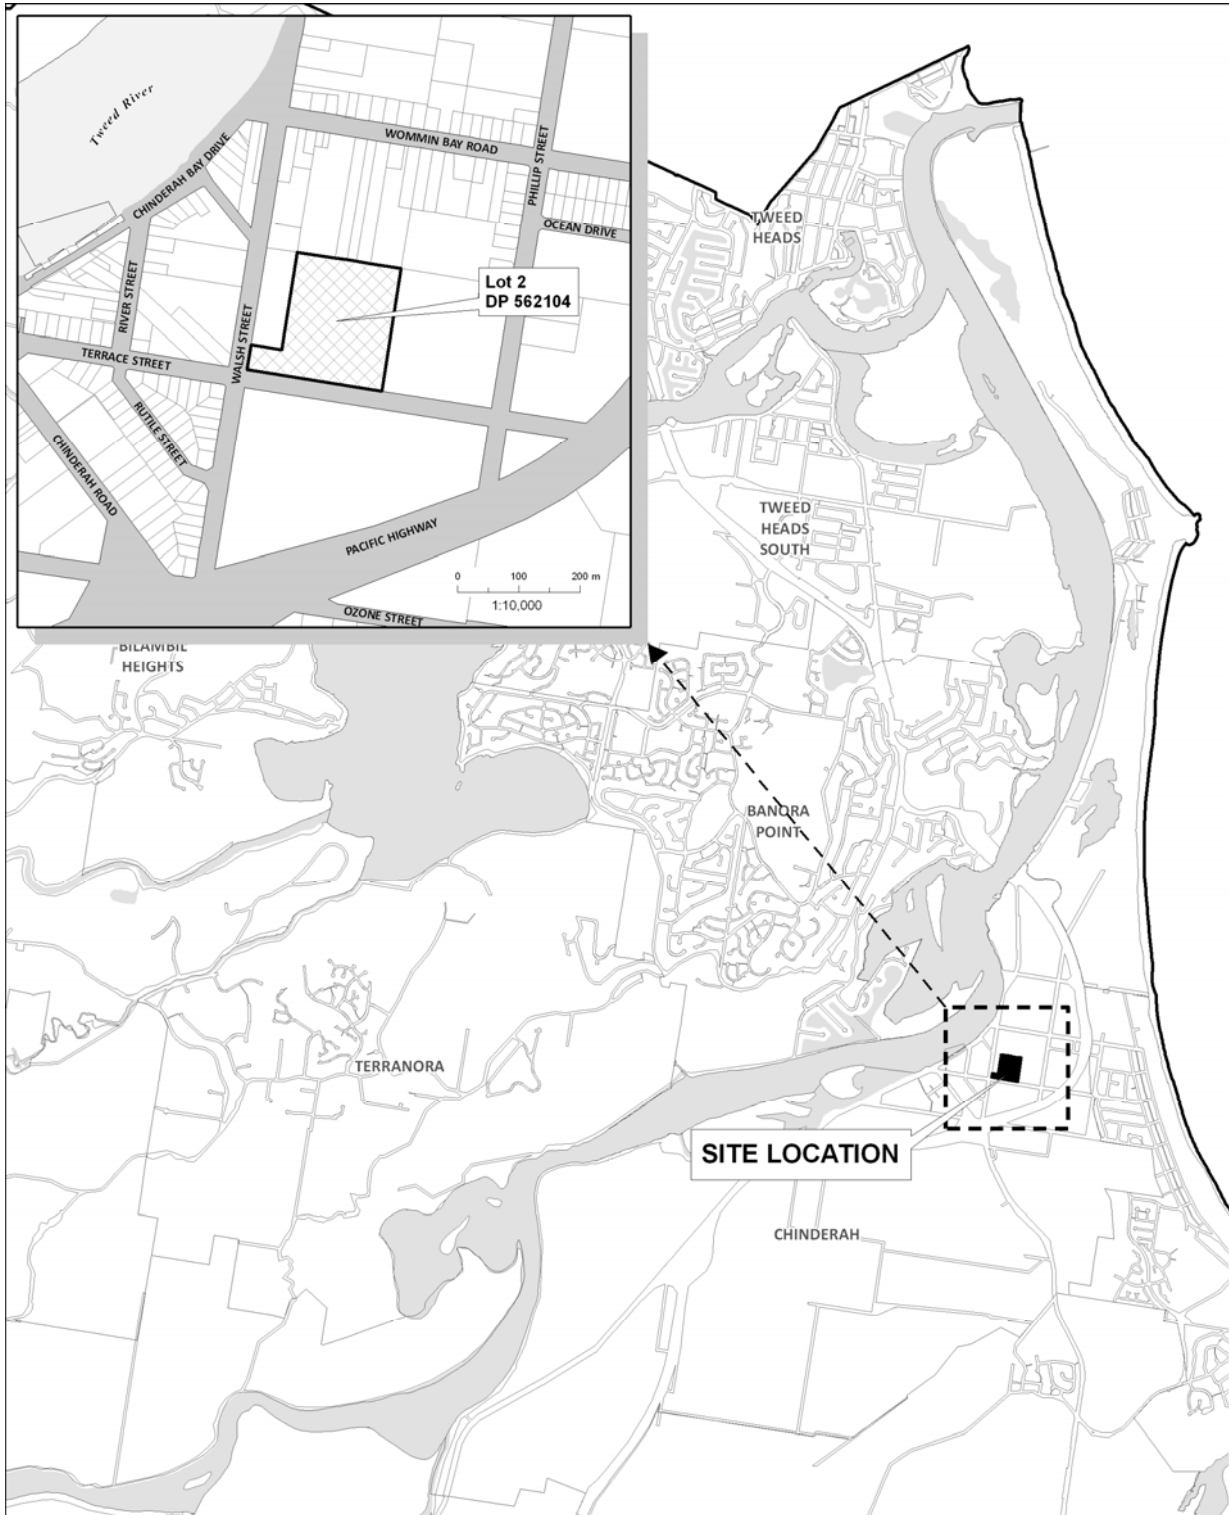 Tweed River
CHINDERAH BAY DRIVE
WOMMIN BAY ROAD
PHILLIP STREET
OCEAN DRIVE
Lot 2
DP 562104
RIVER STREET
WALSH STREET
TERRACE STREET
RUTILE STREET
CHINDERAH ROAD
PACIFIC HIGHWAY
0 100 200 m
1:10,000
OZONE STREET
TWEED
HEADS
TWEED
HEADS
SOUTH
BILAMBIL
HEIGHTS
BANORA
POINT
TERRANORA
SITE LOCATION
CHINDERAH